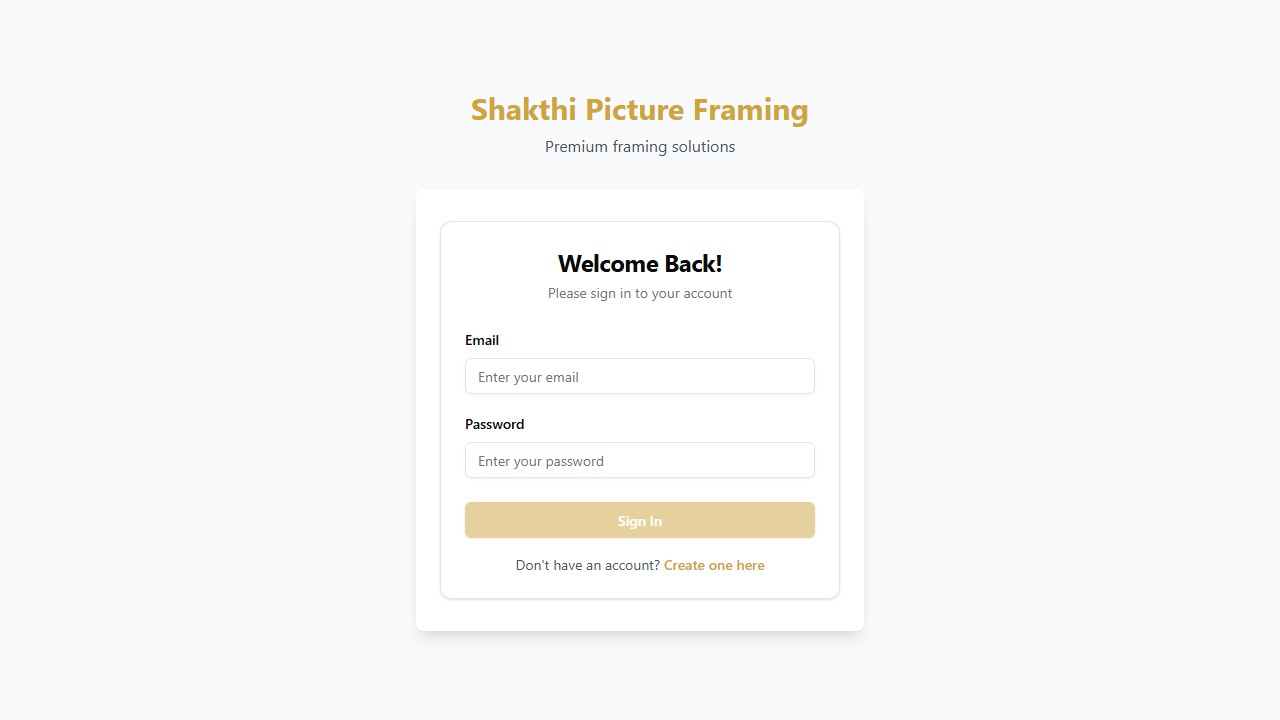 Shakthi Picture Framing
Premium framing solutions
Welcome Back!
Please sign in to your account
Email
Enter your email
Password
Enter your password
Sign In
Don't have an account? Create one here